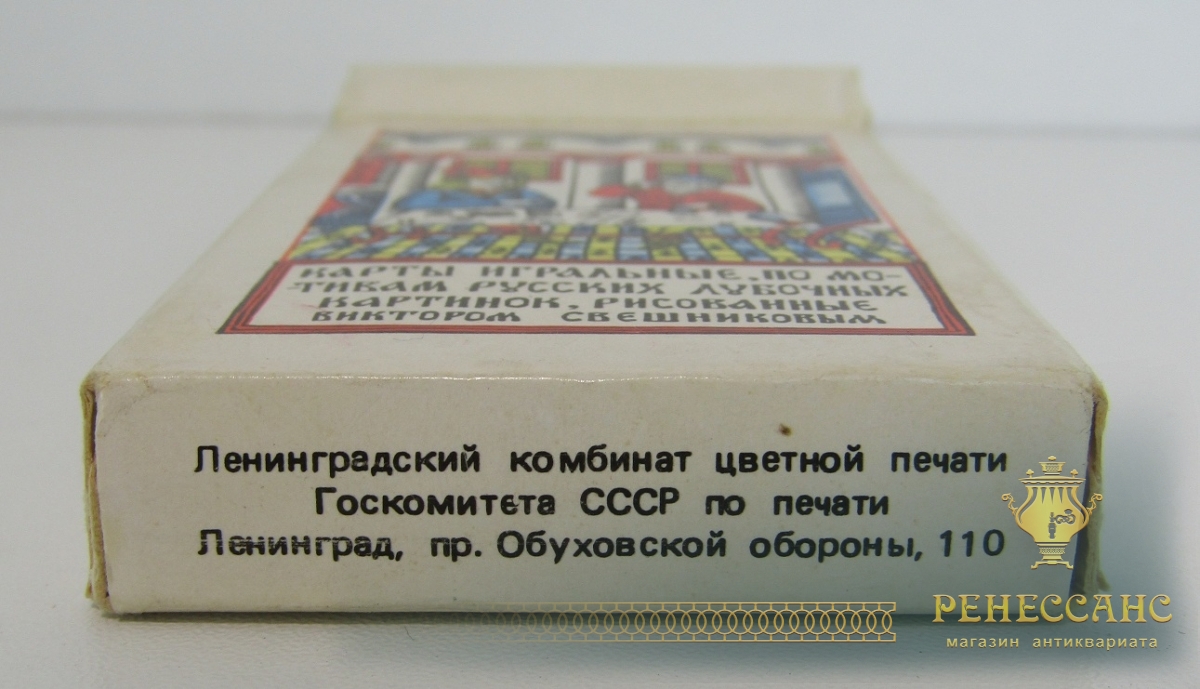 КАРТЫ ИГРАЛЬНЫЕ, ПО МО-
ТИКАМ РУССКИХ ЛУБОЧНЫХ
КАРТИНОК, РИСОВАННЫЕ
ВИКТОРОМ СВЕШНИКОВЫМ
Ленинградский комбинат цветной печати
Госкомитета СССР по печати
Ленинград, пр. Обуховской обороны, 110
РЕНЕССАНС
магазин антиквариата